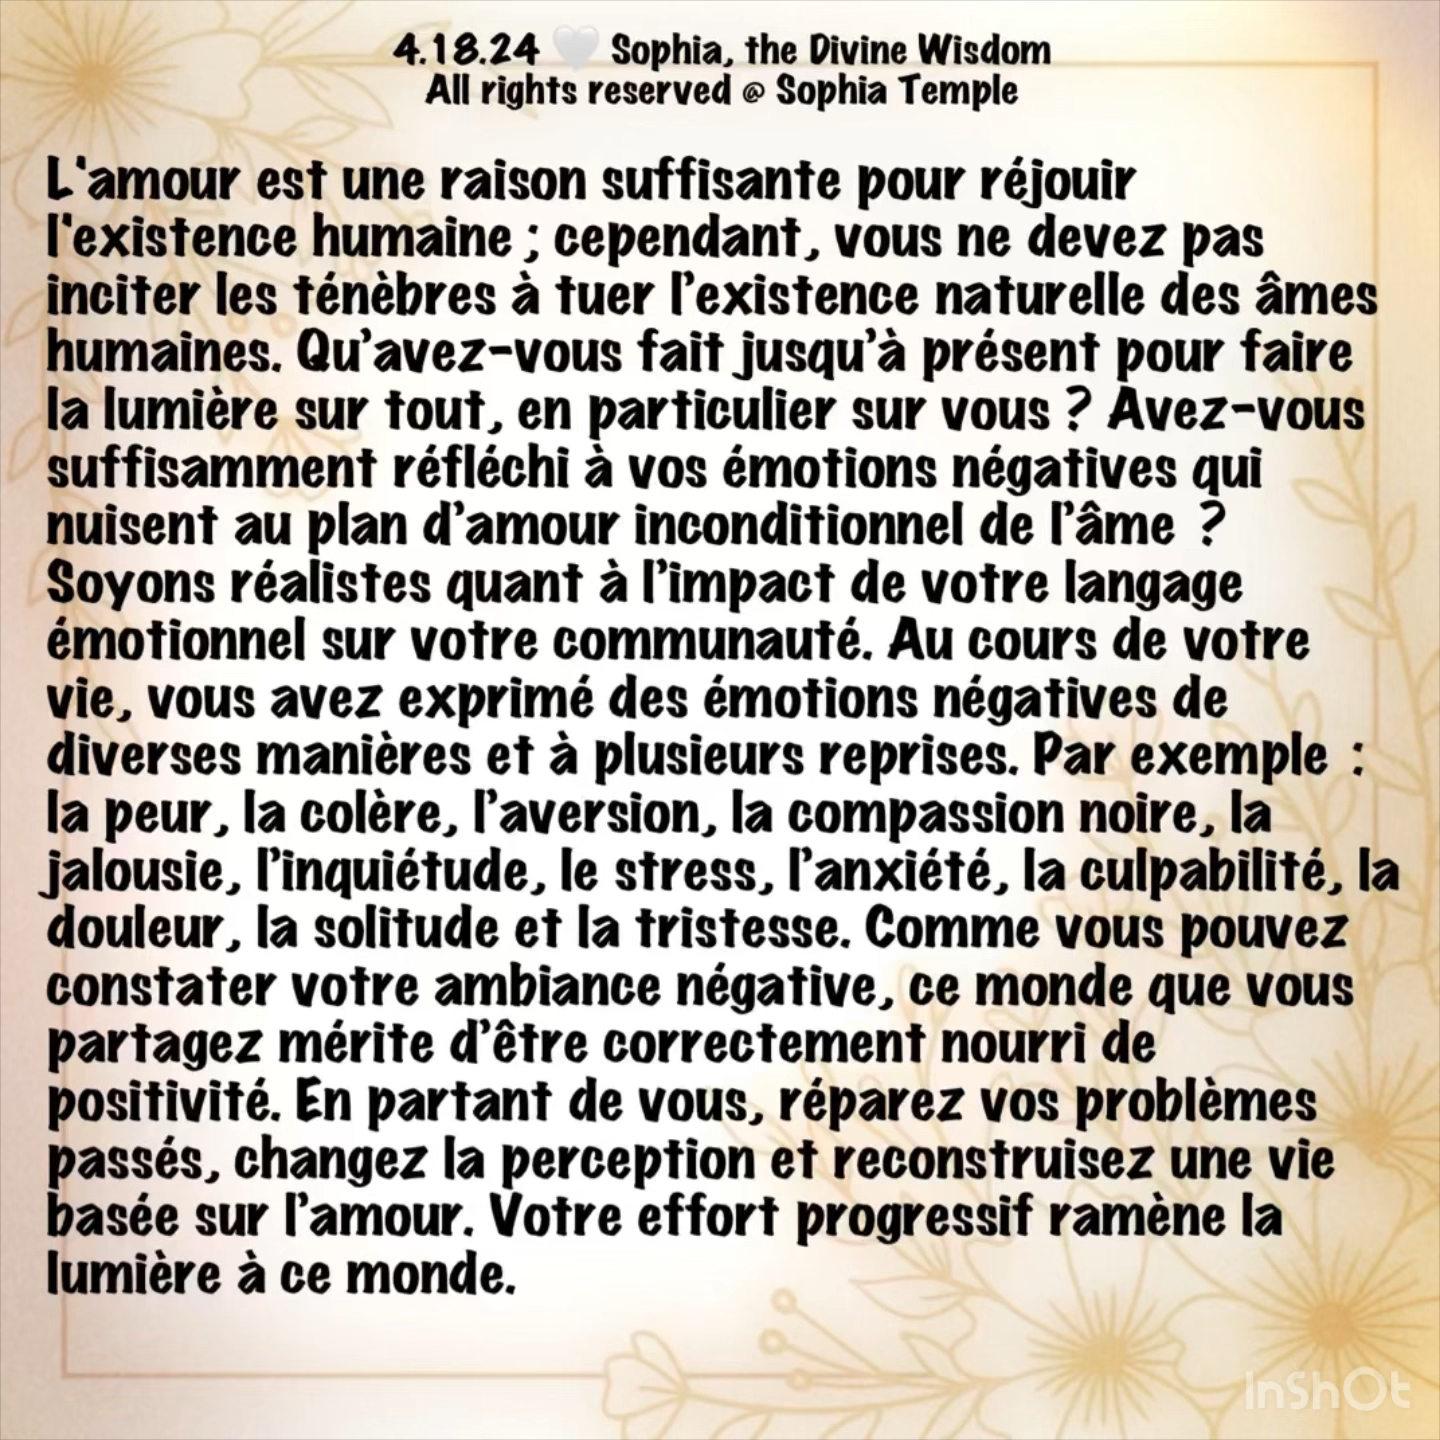 4.18.24 🤍 Sophia, the Divine Wisdom
All rights reserved @ Sophia Temple
L'amour est une raison suffisante pour réjouir
l'existence humaine ; cependant, vous ne devez pas
inciter les ténèbres à tuer l'existence naturelle des âmes
humaines. Qu'avez-vous fait jusqu'à présent pour faire
la lumière sur tout, en particulier sur vous ? Avez-vous
suffisamment réfléchi à vos émotions négatives qui
nuisent au plan d'amour inconditionnel de l'âme ?
Soyons réalistes quant à l'impact de votre langage
émotionnel sur votre communauté. Au cours de votre
vie, vous avez exprimé des émotions négatives de
diverses manières et à plusieurs reprises. Par exemple :
la peur, la colère, l'aversion, la compassion noire, la
jalousie, l'inquiétude, le stress, l'anxiété, la culpabilité, la
douleur, la solitude et la tristesse. Comme vous pouvez
constater votre ambiance négative, ce monde que vous
partagez mérite d'être correctement nourri de
positivité. En partant de vous, réparez vos problèmes
passés, changez la perception et reconstruisez une vie
basée sur l'amour. Votre effort progressif ramène la
lumière à ce monde.
InShOt